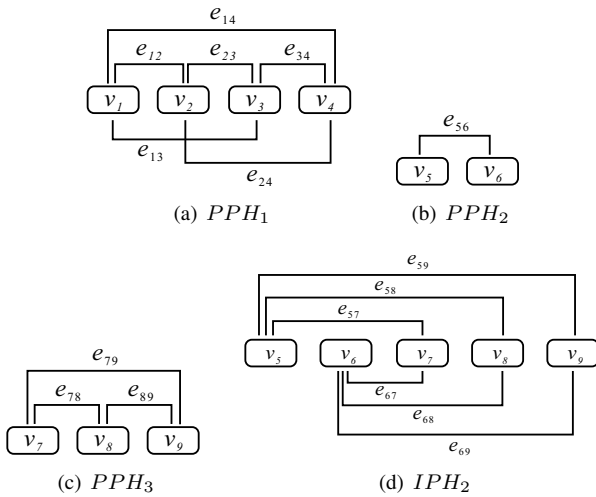 e14
e12 e23 e34
v1 v2 v3 v4
e13
e24
(a) PPH1
e56
v5 v6
(b) PPH2
e79
e78 e89
v7 v8 v9
(c) PPH3
e59
e58
e57
v5 v6 v7 v8 v9
e67
e68
e69
(d) IPH2